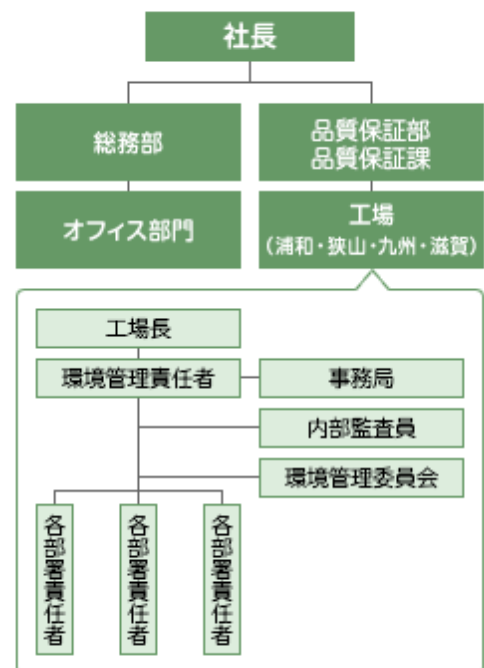 社長
総務部
品質保証部
品質保証課
オフィス部門
工場
（浦和・狭山・九州・滋賀）
工場長
環境管理責任者
事務局
内部監査員
環境管理委員会
各部署責任者
各部署責任者
各部署責任者